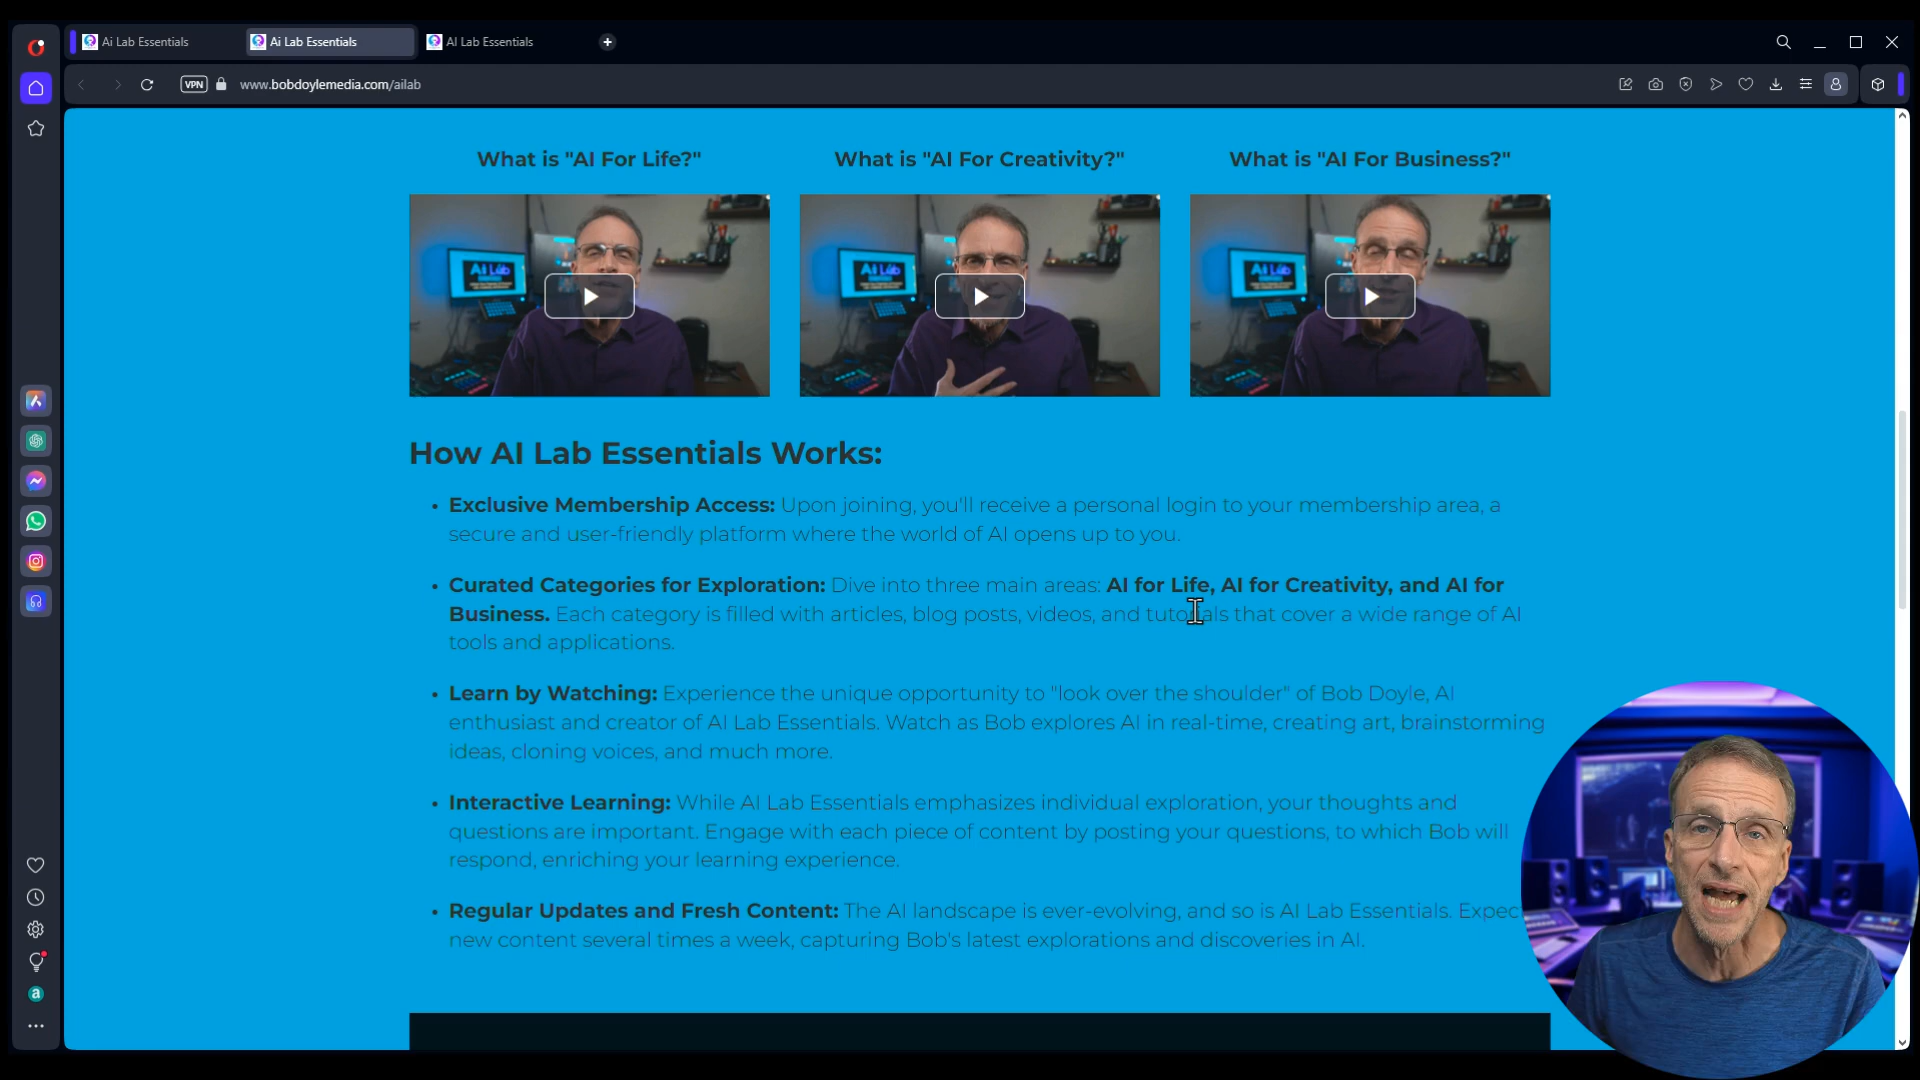 Ai Lab Essentials
Ai Lab Essentials
AI Lab Essentials
VPN
www.bobdoylemedia.com/ailab
What is "AI For Life?"
What is "AI For Creativity?"
What is "AI For Business?"
Ai Lab
Ai Lab
Ai Lab
How AI Lab Essentials Works:
• Exclusive Membership Access: Upon joining, you'll receive a personal login to your membership area, a
secure and user-friendly platform where the world of AI opens up to you.
• Curated Categories for Exploration: Dive into three main areas: AI for Life, AI for Creativity, and AI for
Business. Each category is filled with articles, blog posts, videos, and tutorials that cover a wide range of AI
tools and applications.
• Learn by Watching: Experience the unique opportunity to "look over the shoulder" of Bob Doyle, AI
enthusiast and creator of AI Lab Essentials. Watch as Bob explores AI in real-time, creating art, brainstorming
ideas, cloning voices, and much more.
• Interactive Learning: While AI Lab Essentials emphasizes individual exploration, your thoughts and
questions are important. Engage with each piece of content by posting your questions, to which Bob will
respond, enriching your learning experience.
• Regular Updates and Fresh Content: The AI landscape is ever-evolving, and so is AI Lab Essentials. Expec
new content several times a week, capturing Bob's latest explorations and discoveries in AI.
a